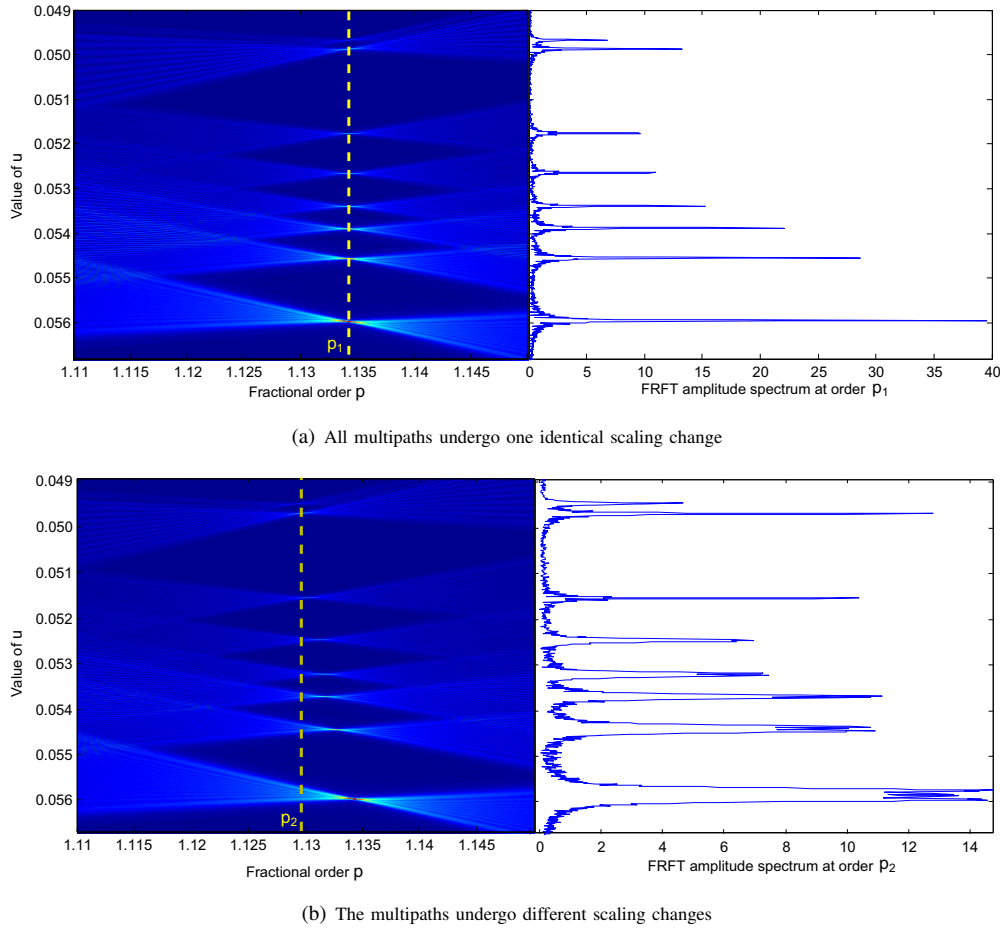 0.049
0.050
0.051
0.052
0.053
0.054
0.055
0.056
Value of u
p1
1.11 1.115 1.12 1.125 1.13 1.135 1.14 1.145
Fractional order p
0 5 10 15 20 25 30 35 40
FRFT amplitude spectrum at order p1
(a) All multipaths undergo one identical scaling change
0.049
0.050
0.051
0.052
0.053
0.054
0.055
0.056
Value of u
p2
1.11 1.115 1.12 1.125 1.13 1.135 1.14 1.145
Fractional order p
0 2 4 6 8 10 12 14
FRFT amplitude spectrum at order p2
(b) The multipaths undergo different scaling changes